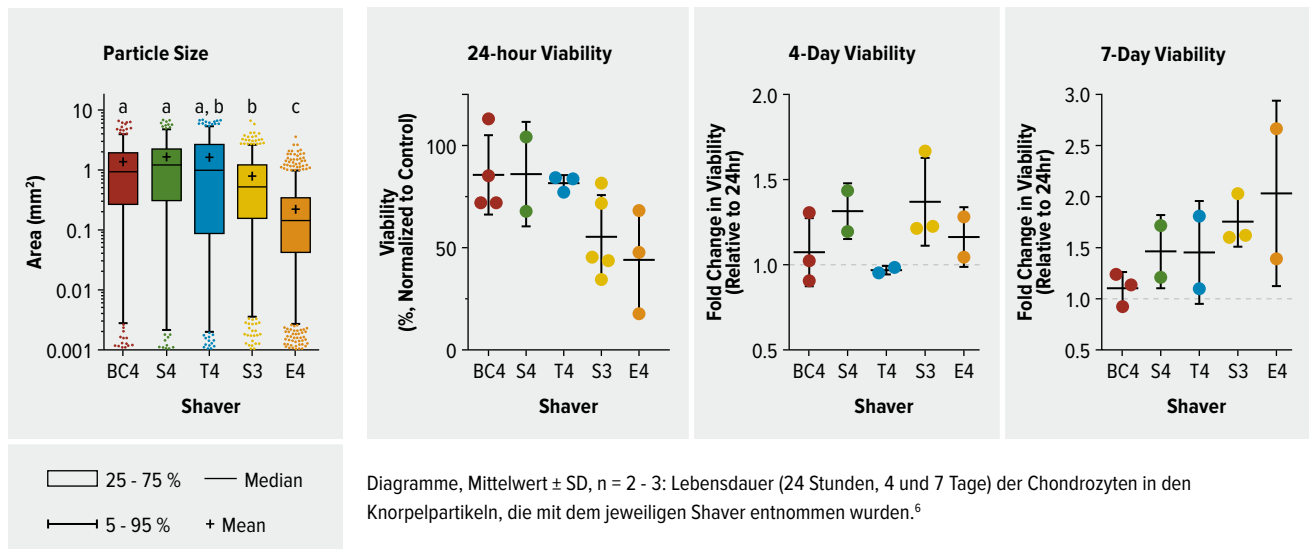 Particle Size
a a a, b b c
10
1
0.1
0.01
0.001
Area (mm²)
BC4 S4 T4 S3 E4
Shaver
24-hour Viability
100
50
0
Viability
(%, Normalized to Control)
BC4 S4 T4 S3 E4
Shaver
4-Day Viability
2.0
1.5
1.0
0.5
Fold Change in Viability
(Relative to 24hr)
BC4 S4 T4 S3 E4
Shaver
7-Day Viability
3.0
2.5
2.0
1.5
1.0
0.5
Fold Change in Viability
(Relative to 24hr)
BC4 S4 T4 S3 E4
Shaver
25 - 75 % Median
5 - 95 % + Mean
Diagramme, Mittelwert ± SD, n = 2 - 3: Lebensdauer (24 Stunden, 4 und 7 Tage) der Chondrozyten in den
Knorpelpartikeln, die mit dem jeweiligen Shaver entnommen wurden.⁶